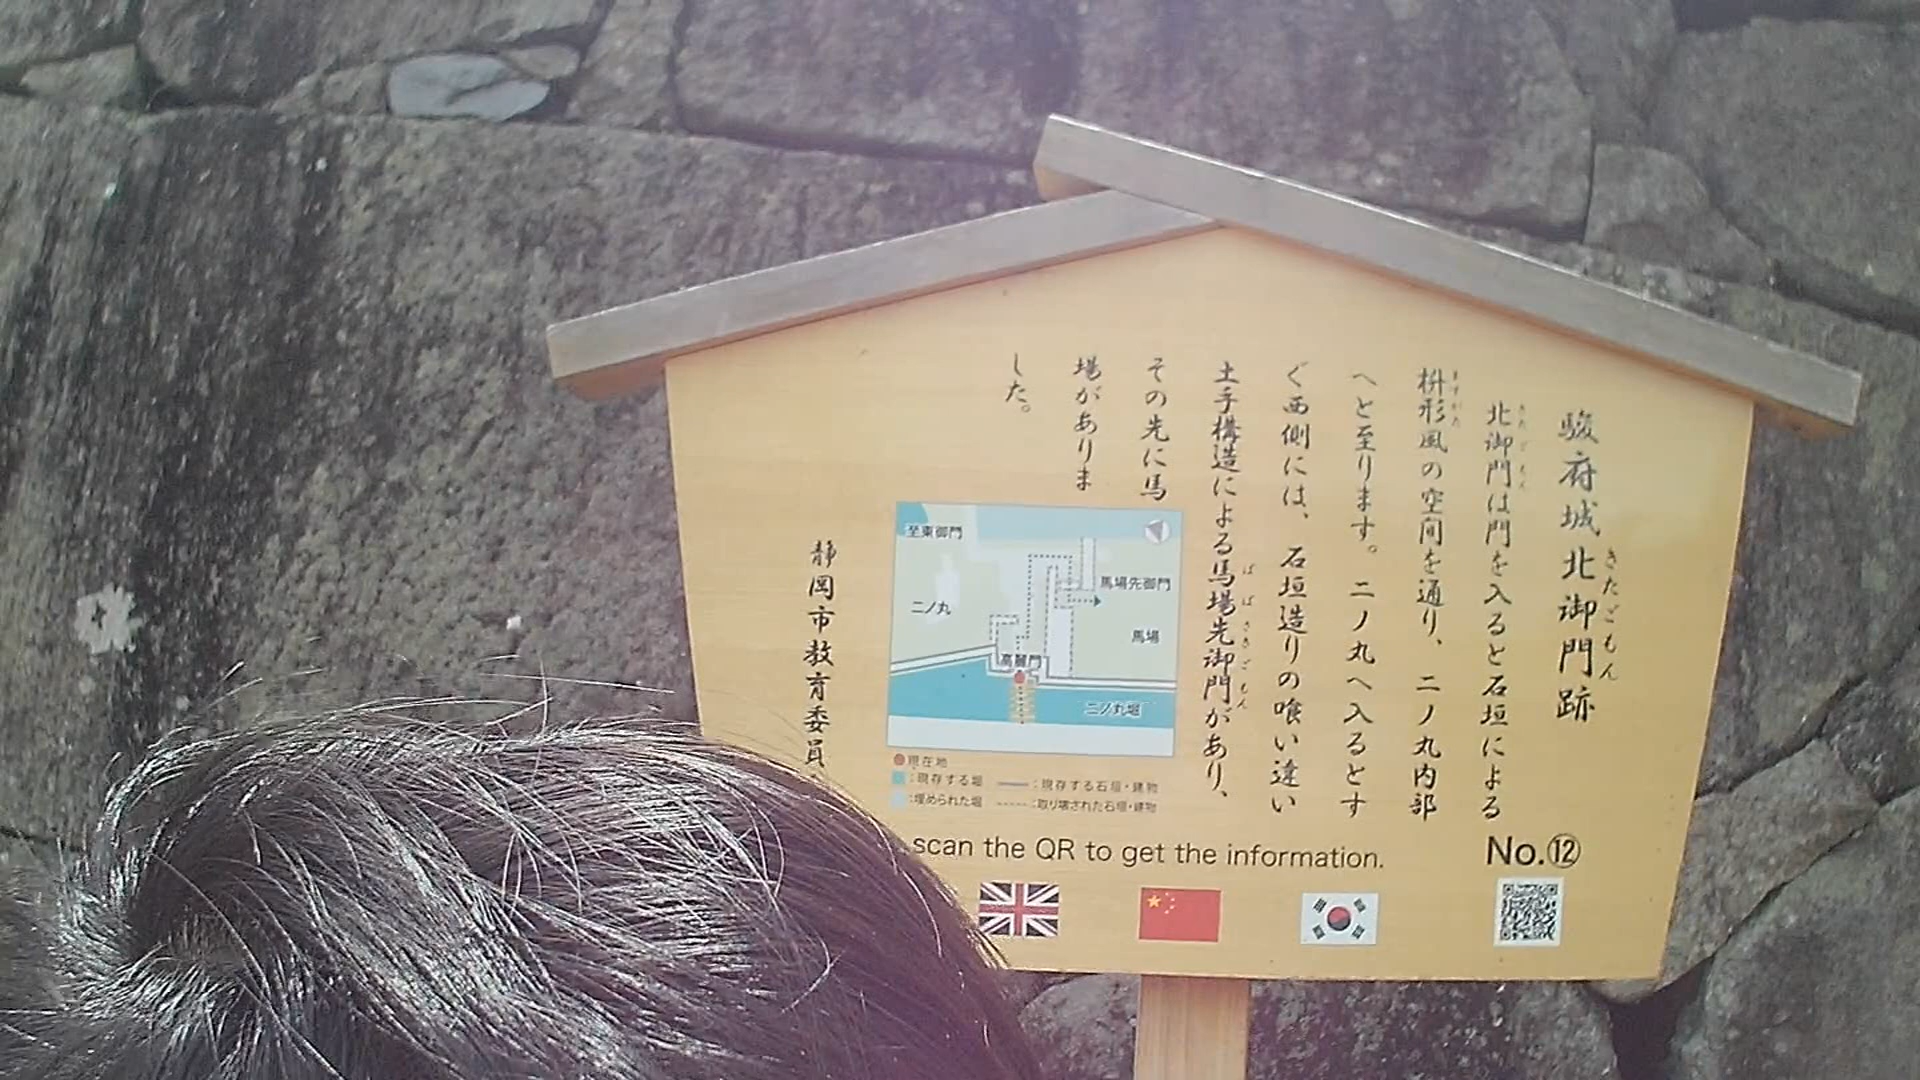 駿府城北御門跡
きたごもん
北御門は門を入ると石垣による
きたごもん
枡形風の空間を通り、二ノ丸内部
ますがた
へと至ります。二ノ丸へ入るとす
ぐ西側には、石垣造りの喰い違い
土手構造による馬場先御門があり、
ばばさきごもん
その先に馬
場がありま
した。
静岡市教育委員
至東御門
二ノ丸
馬場先御門
馬場
高麗門
二ノ丸堀
現在地
:現存する堀
:現存する石垣・建物
:埋められた堀
:取り壊された石垣・建物
scan the QR to get the information.
No.⑫